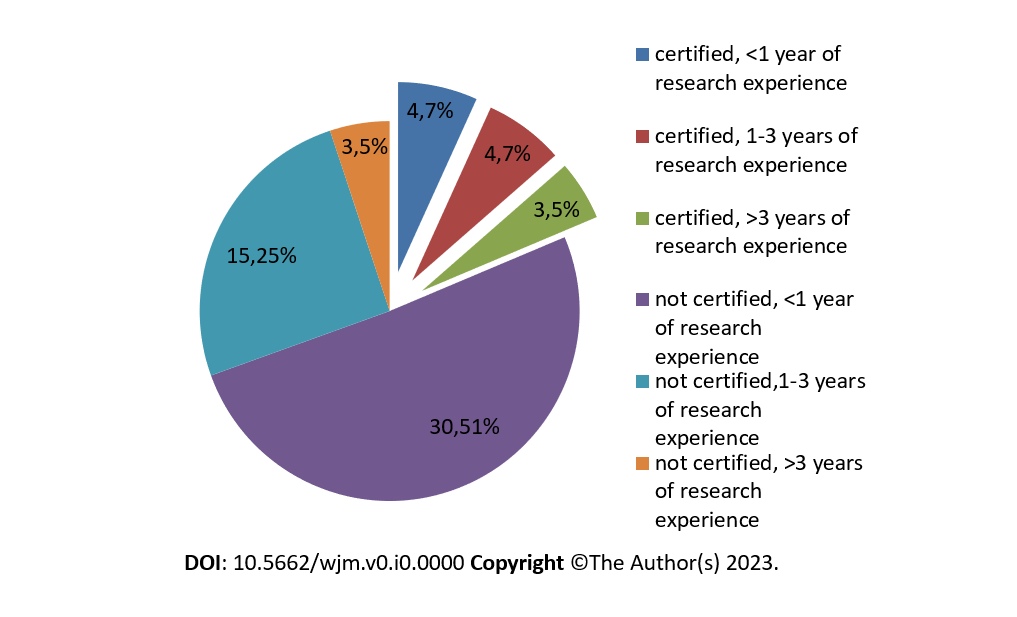 4,7%
4,7%
3,5%
30,51%
15,25%
3,5%
certified, <1 year of
research experience
certified, 1-3 years of
research experience
certified, >3 years of
research experience
not certified, <1 year
of research
experience
not certified,1-3 years
of research
experience
not certified, >3 years
of research
experience
DOI: 10.5662/wjm.v0.i0.0000 Copyright ©The Author(s) 2023.